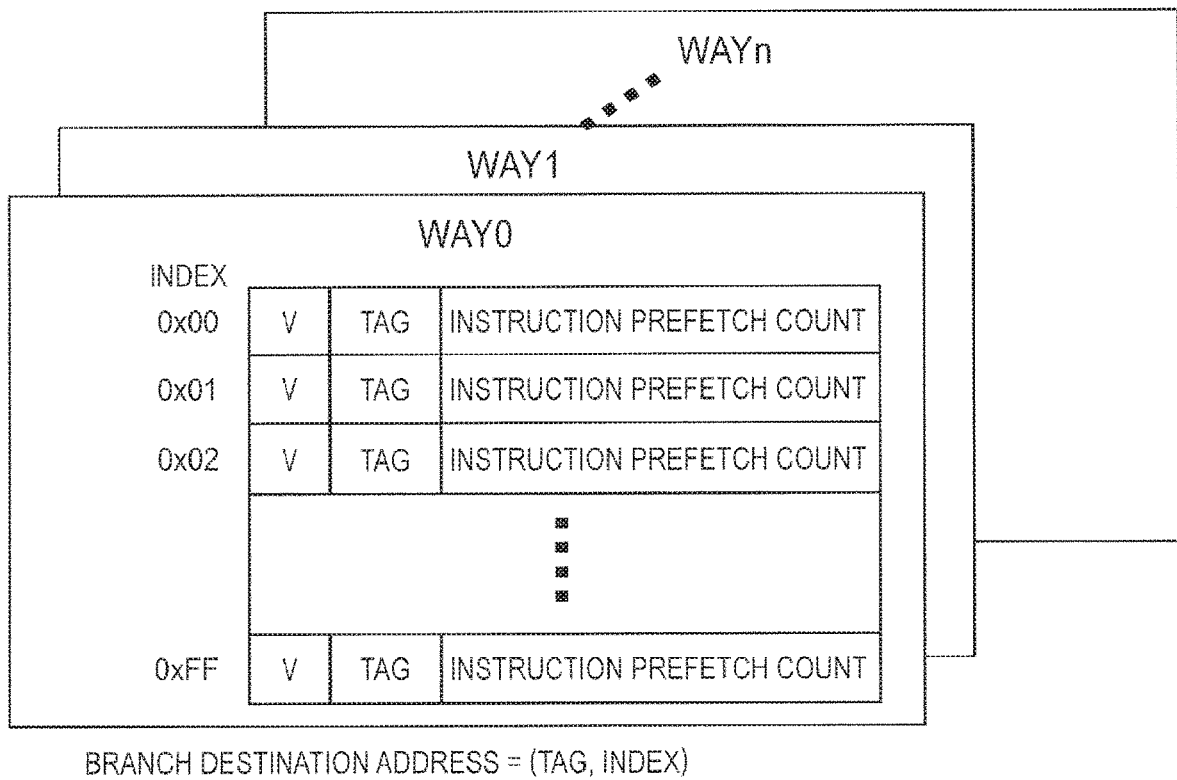 WAYn
WAY1
WAY0
INDEX
0x00 V TAG INSTRUCTION PREFETCH COUNT
0x01 V TAG INSTRUCTION PREFETCH COUNT
0x02 V TAG INSTRUCTION PREFETCH COUNT
0xFF V TAG INSTRUCTION PREFETCH COUNT
BRANCH DESTINATION ADDRESS = (TAG, INDEX)